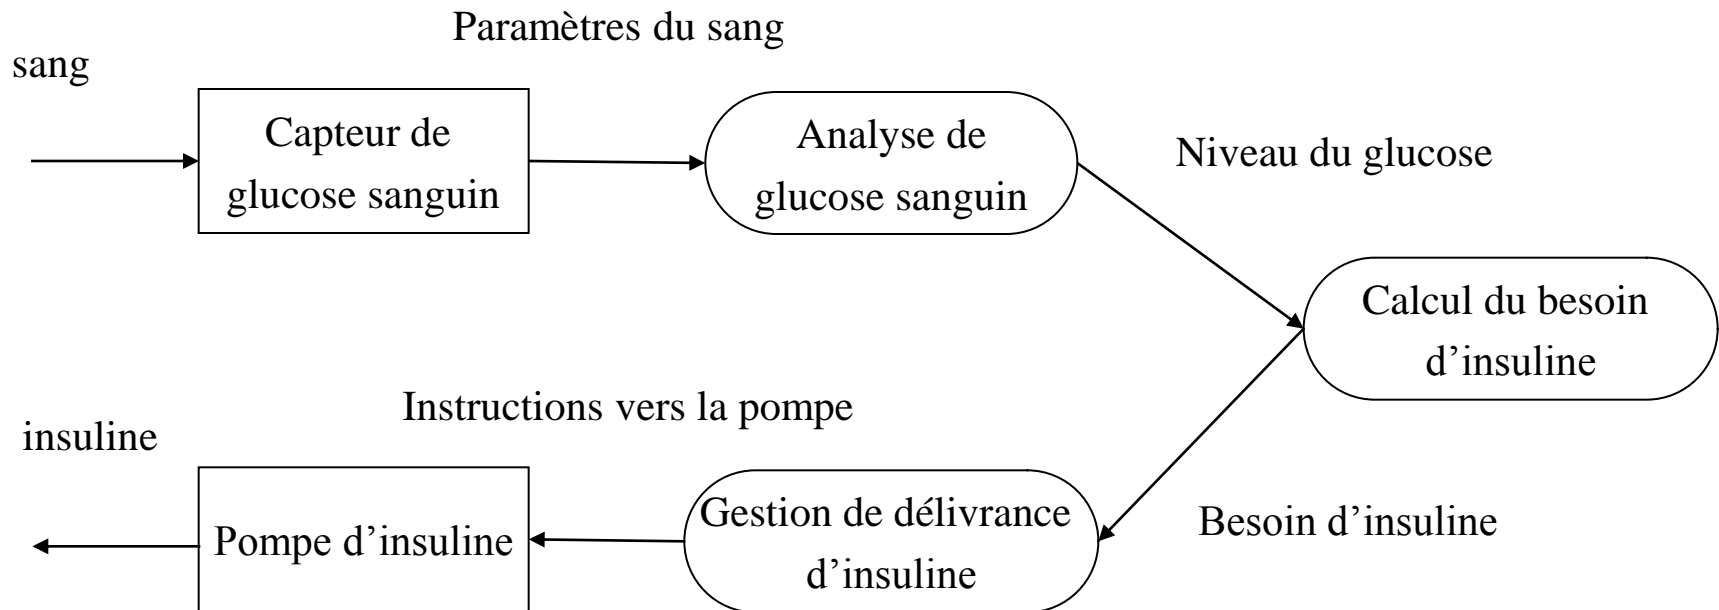 Paramètres du sang
sang
Capteur de
glucose sanguin
Analyse de
glucose sanguin
Niveau du glucose
Calcul du besoin
d’insuline
Instructions vers la pompe
insuline
Pompe d’insuline
Gestion de délivrance
d’insuline
Besoin d’insuline